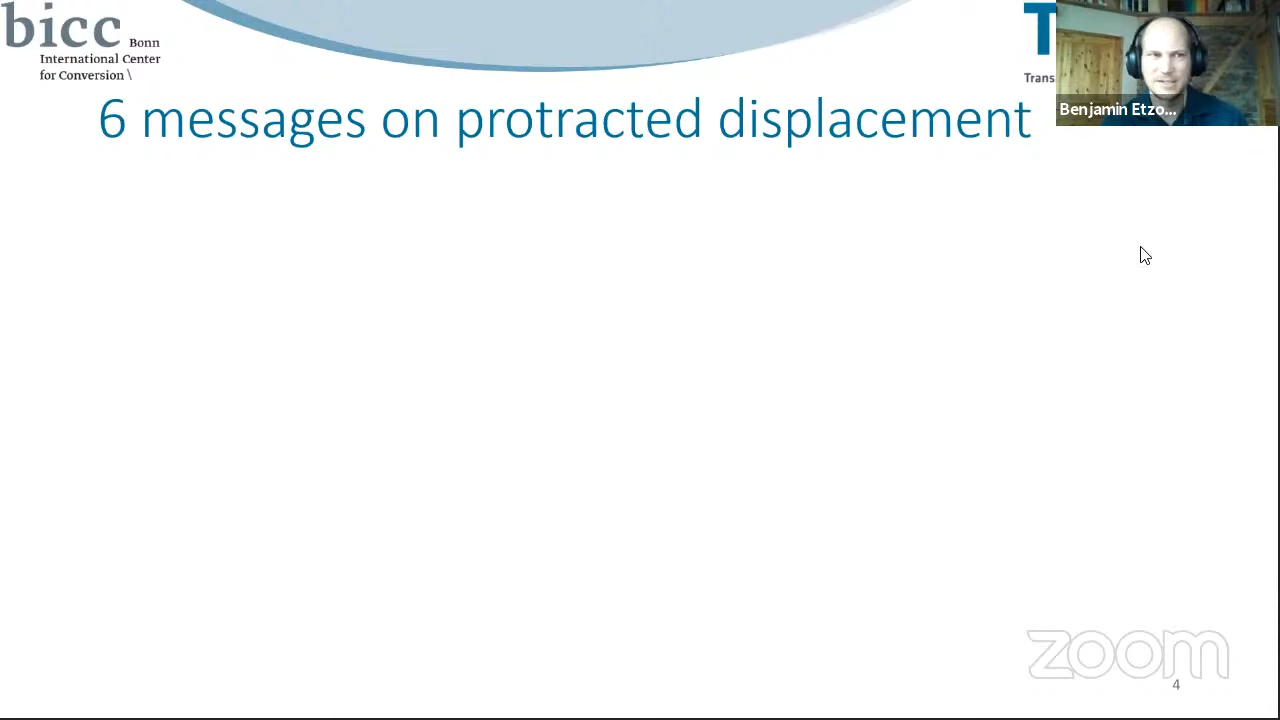 bicc Bonn
International Center
for Conversion \
T
Trans
6 messages on protracted displacement
Benjamin Etzo...
zoom
4